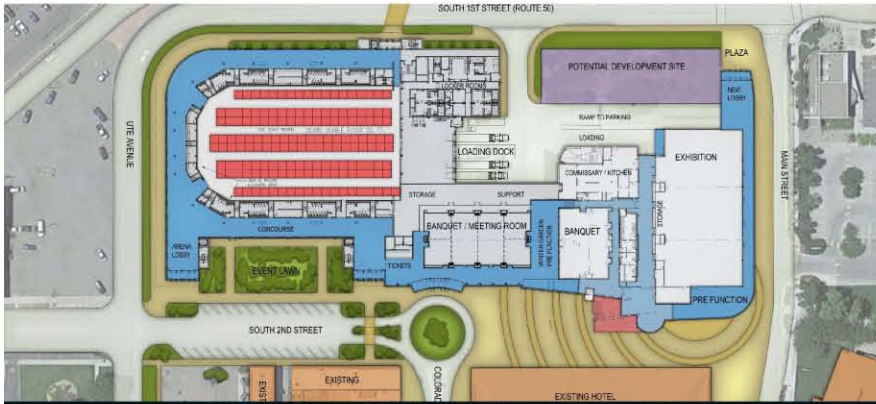 SOUTH 1ST STREET (ROUTE 50)
PLAZA
POTENTIAL DEVELOPMENT SITE
NEW
LOBBY
LOCKER ROOMS
RAMP TO PARKING
LOADING
UTE AVENUE
LOADING DOCK
MAIN STREET
EXHIBITION
COMMISSARY / KITCHEN
STORAGE
SUPPORT
STORAGE
BANQUET / MEETING ROOM
BANQUET
WINTER GARDEN
PRE FUNCTION
CONCOURSE
ARENA
LOBBY
TICKETS
EVENT LAWN
PRE FUNCTION
SOUTH 2ND STREET
EXISTING
EXISTING HOTEL